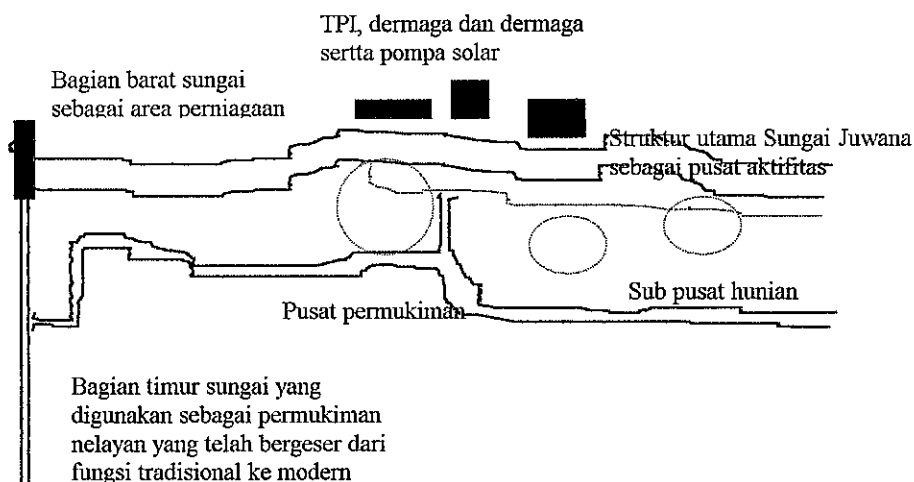 TPI, dermaga dan dermaga
sertta pompa solar
Bagian barat sungai
sebagai area perniagaan
Struktur utama Sungai Juwana
sebagai pusat aktifitas
Pusat permukiman
Sub pusat hunian
Bagian timur sungai yang
digunakan sebagai permukiman
nelayan yang telah bergeser dari
fungsi tradisional ke modern